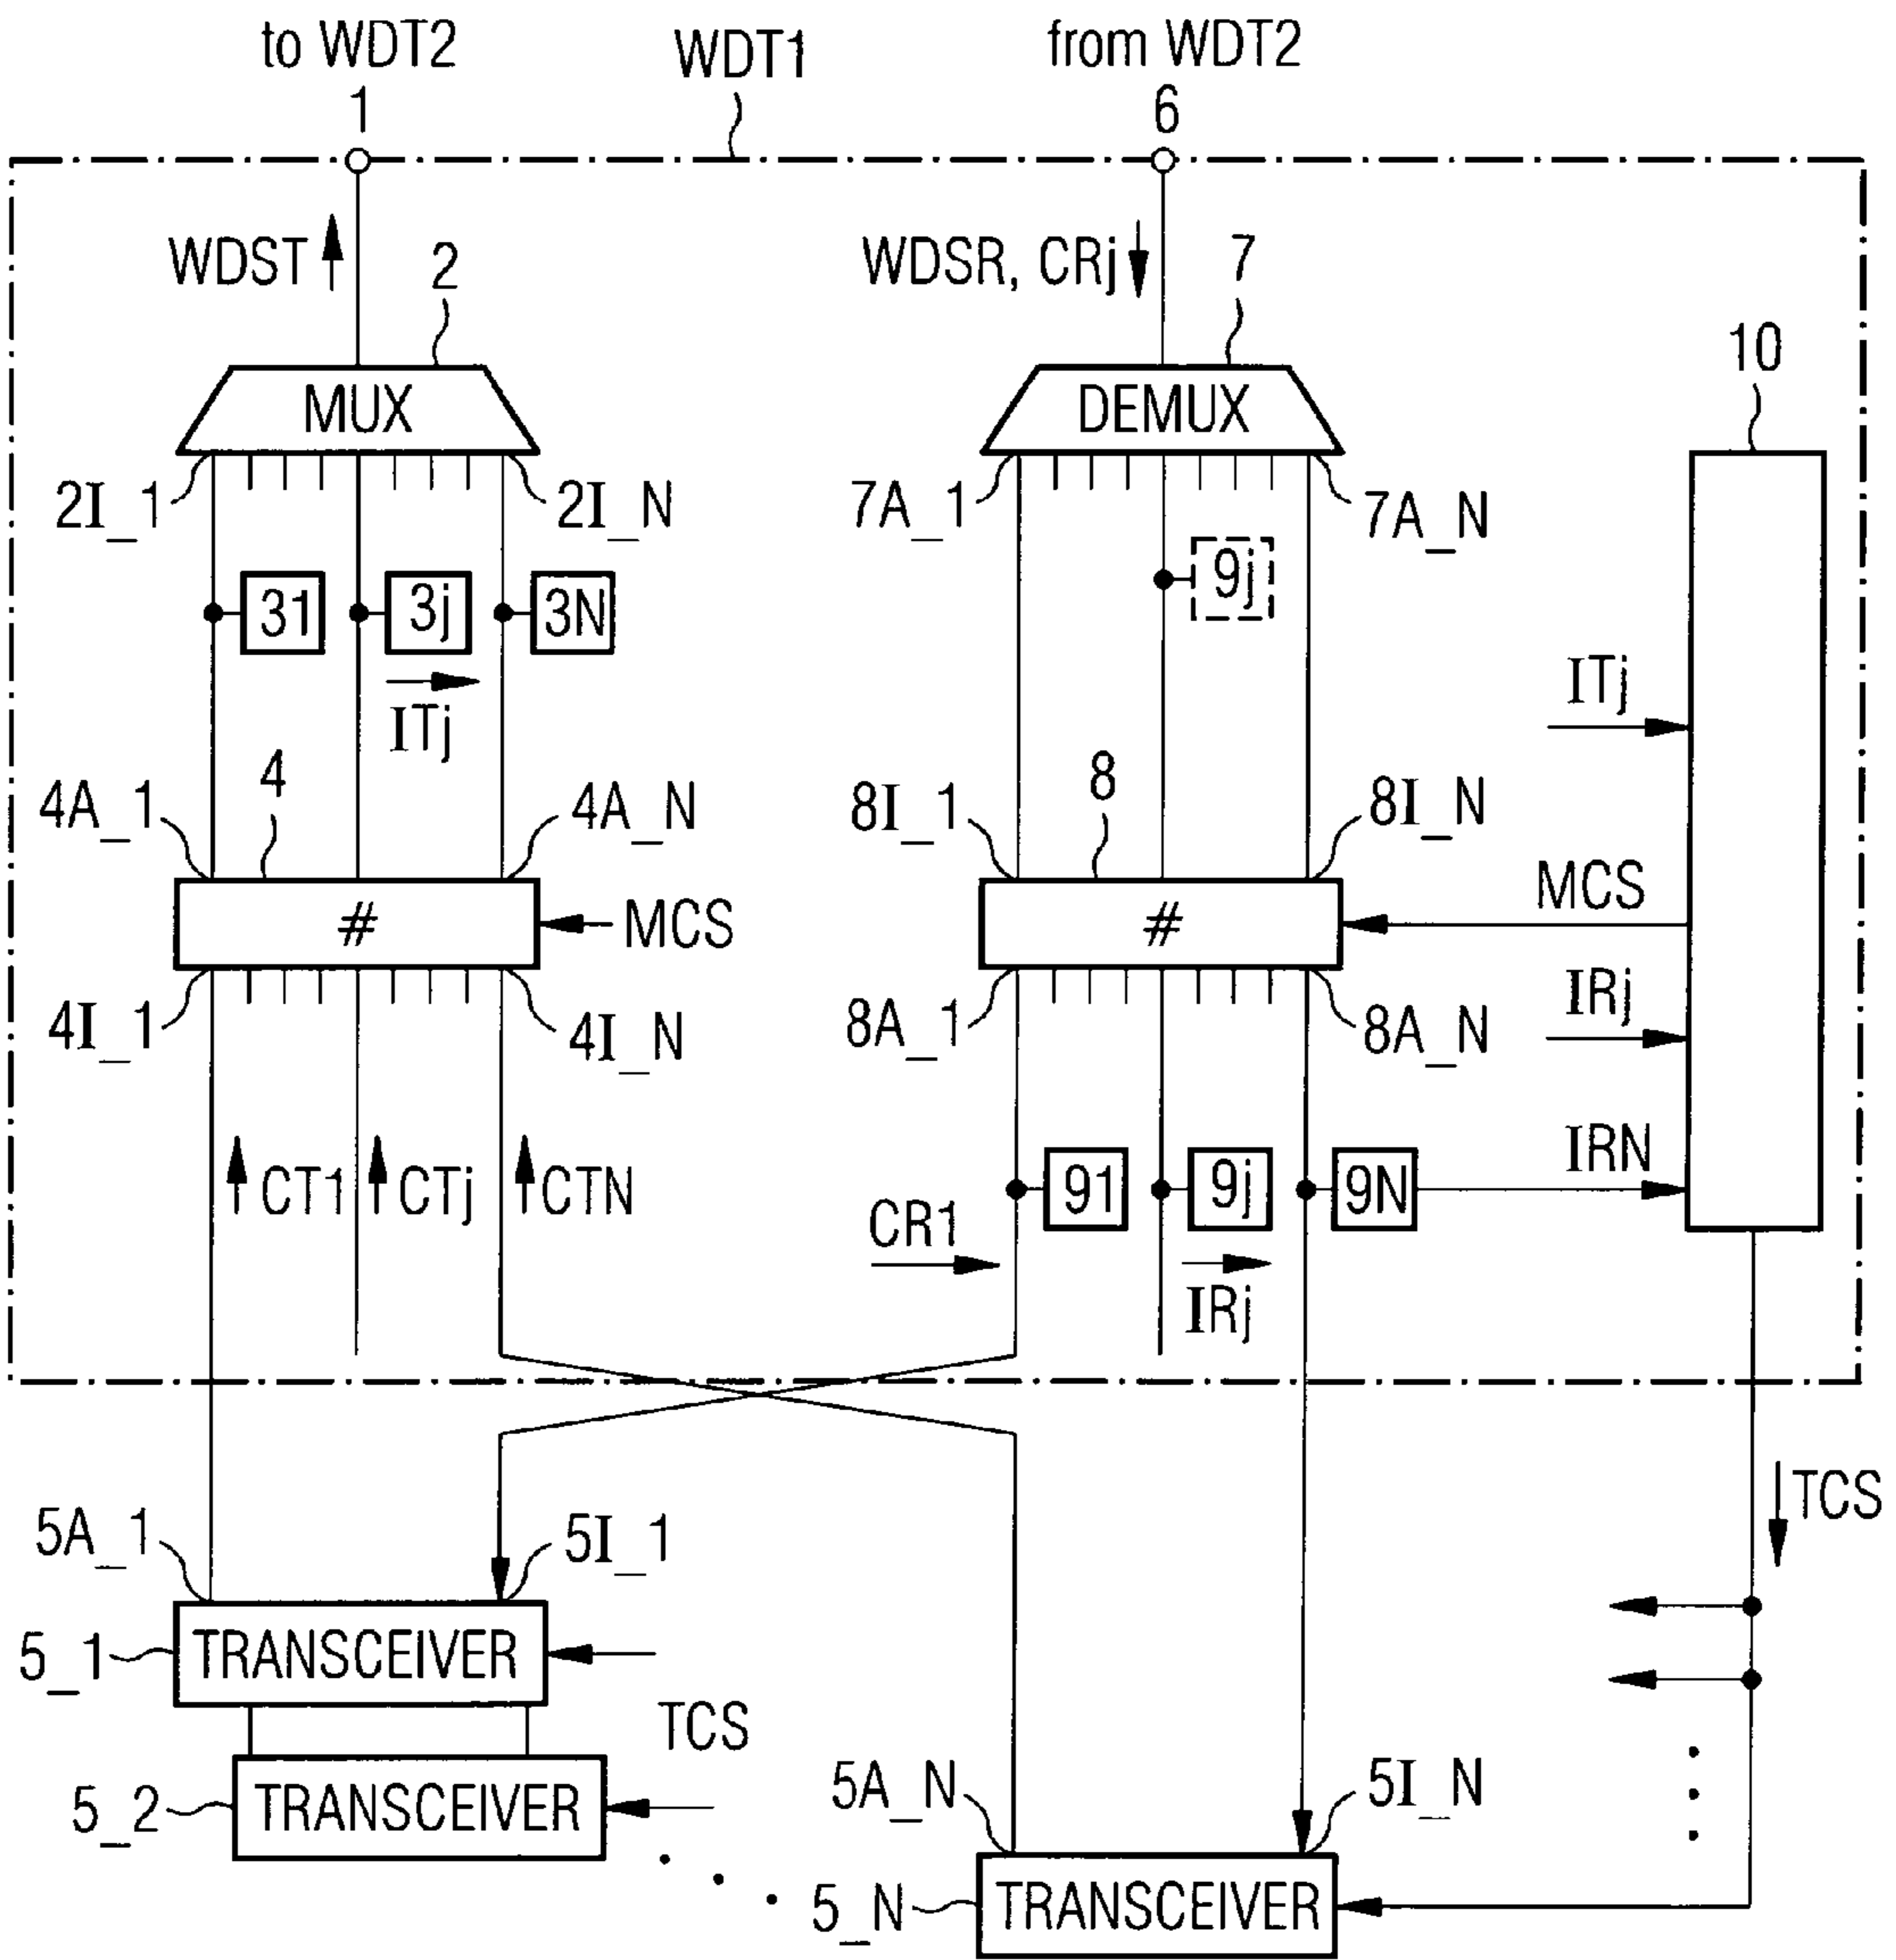 to WDT2
WDT1
from WDT2
1
6
WDST
2
WDSR, CRj
7
10
MUX
DEMUX
2I_1
2I_N
7A_1
7A_N
31
3j
3N
9j
ITj
ITj
4A_1
4
4A_N
8I_1
8
8I_N
#
MCS
#
MCS
4I_1
4I_N
8A_1
8A_N
IRj
CT1
CTj
CTN
91
9j
9N
IRN
CR1
IRj
TCS
5A_1
5I_1
5_1
TRANSCEIVER
TCS
5_2
TRANSCEIVER
5A_N
5I_N
5_N
TRANSCEIVER